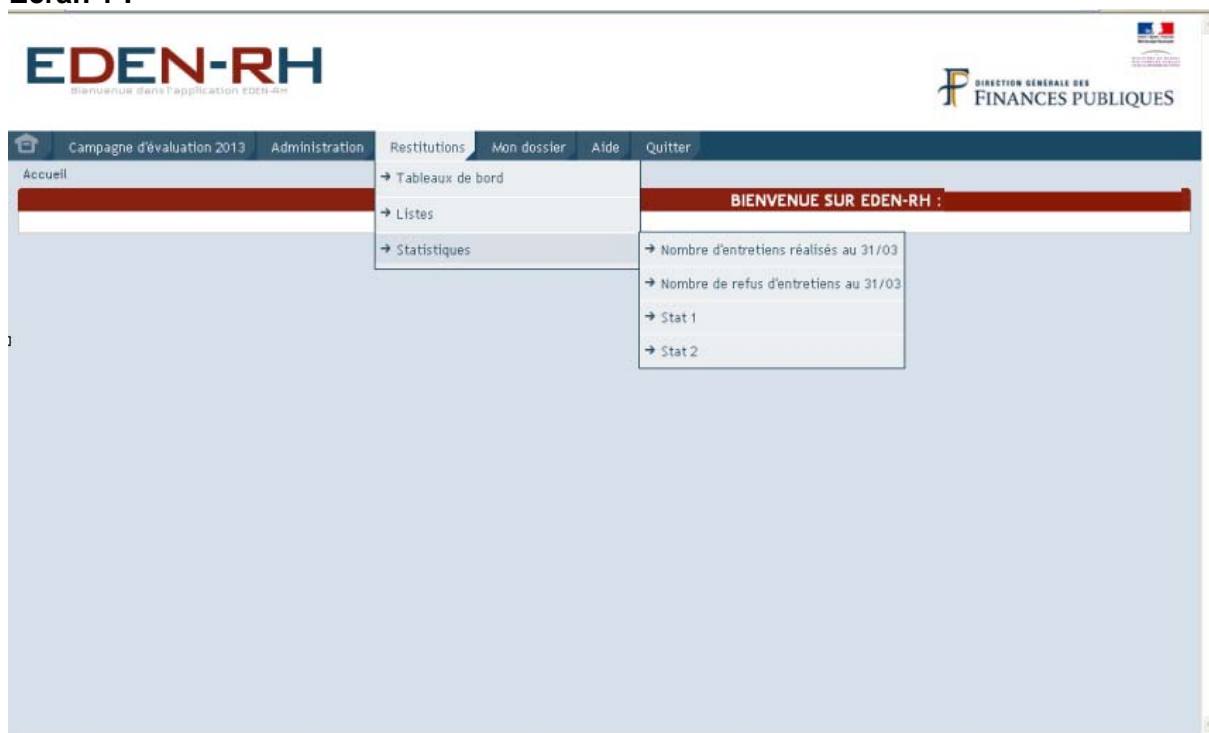 EDEN-RH
Bienvenue dans l'application EDEN-RH
DIRECTION GÉNÉRALE DES
FINANCES PUBLIQUES
Campagne d'évaluation 2013 Administration Restitutions Mon dossier Aide Quitter
Accueil
BIENVENUE SUR EDEN-RH :
→ Tableaux de bord
→ Listes
→ Statistiques
→ Nombre d'entretiens réalisés au 31/03
→ Nombre de refus d'entretiens au 31/03
→ Stat 1
→ Stat 2